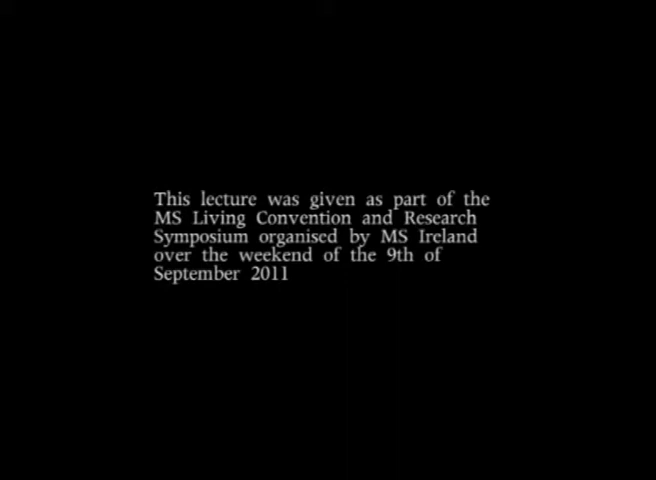 This lecture was given as part of the
MS Living Convention and Research
Symposium organised by MS Ireland
over the weekend of the 9th of
September 2011